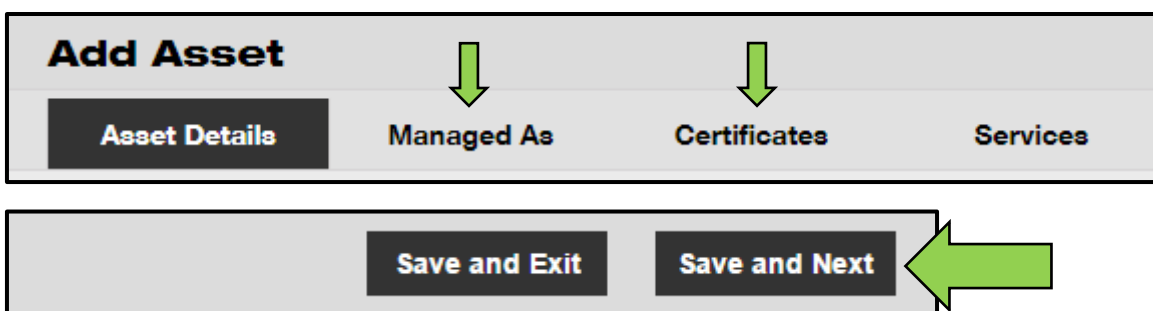 Add Asset
Asset Details Managed As Certificates Services
Save and Exit Save and Next